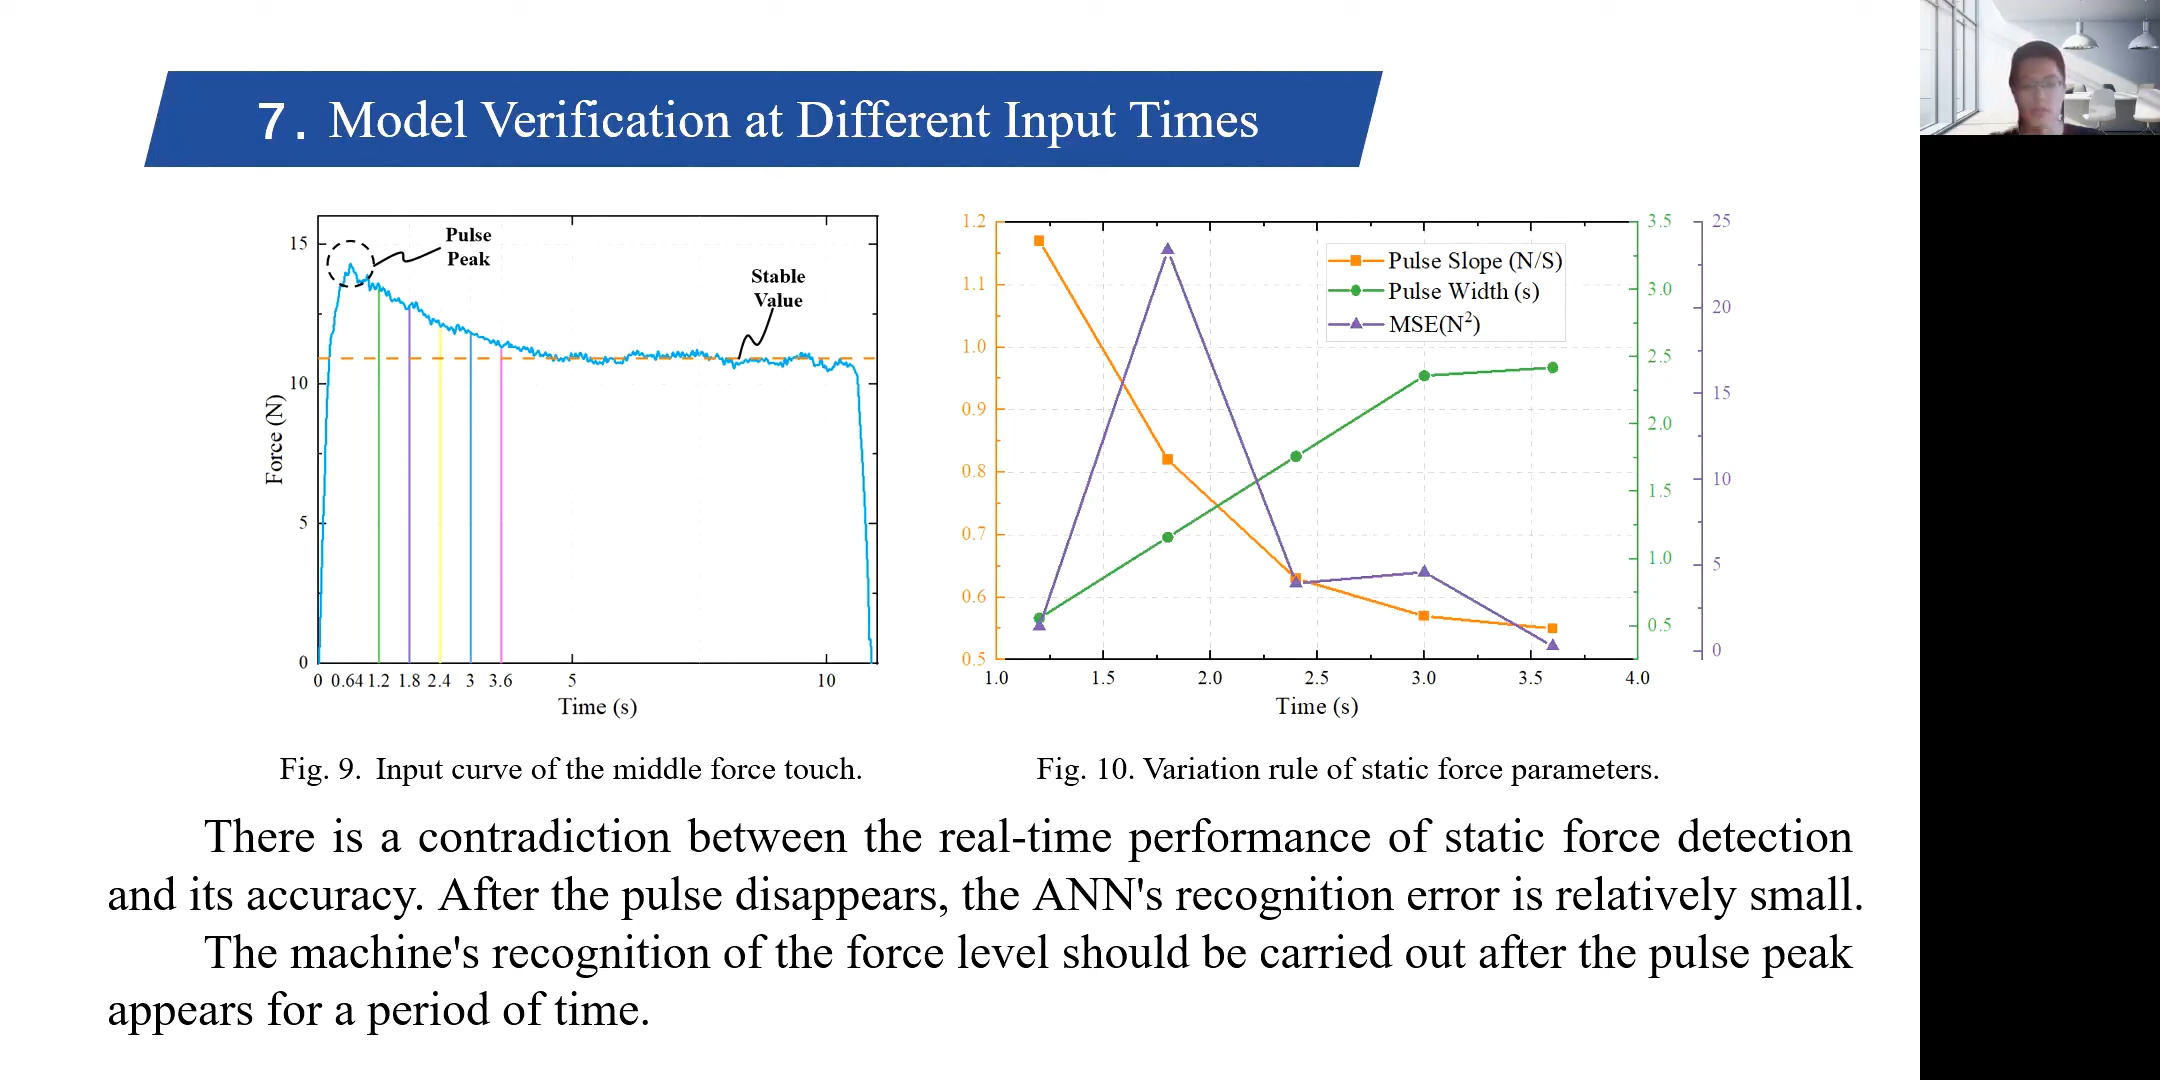 7. Model Verification at Different Input Times
15
10
5
0
Force (N)
Pulse
Peak
Stable
Value
0 0.64 1.2 1.8 2.4 3 3.6 5 10
Time (s)
Fig. 9. Input curve of the middle force touch.
1.2
1.1
1.0
0.9
0.8
0.7
0.6
0.5
Pulse Slope (N/S)
Pulse Width (s)
MSE(N²)
3.5
3.0
2.5
2.0
1.5
1.0
0.5
25
20
15
10
5
0
1.0 1.5 2.0 2.5 3.0 3.5 4.0
Time (s)
Fig. 10. Variation rule of static force parameters.
There is a contradiction between the real-time performance of static force detection
and its accuracy. After the pulse disappears, the ANN's recognition error is relatively small.
The machine's recognition of the force level should be carried out after the pulse peak
appears for a period of time.